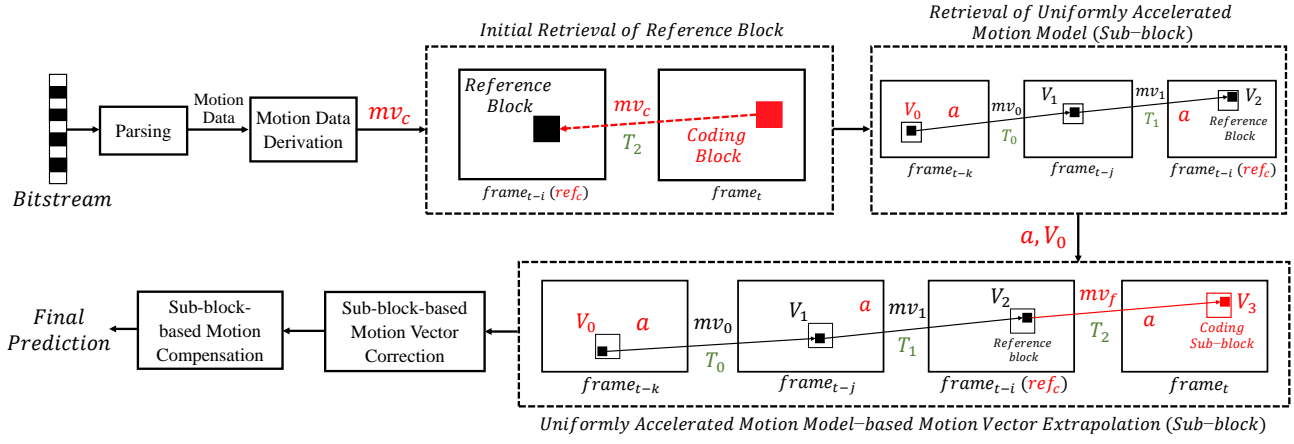 Initial Retrieval of Reference Block
Retrieval of Uniformly Accelerated
Motion Model (Sub−block)
Bitstream
Parsing
Motion
Data
Motion Data
Derivation
mv_c
Reference
Block
mv_c
T_2
Coding
Block
frame_{t−i} (ref_c)
frame_t
V_0
a
mv_0
T_0
V_1
mv_1
T_1
a
V_2
Reference
Block
frame_{t−k}
frame_{t−j}
frame_{t−i} (ref_c)
a, V_0
Final
Prediction
Sub-block-
based Motion
Compensation
Sub-block-based
Motion Vector
Correction
V_0
a
mv_0
T_0
V_1
a
mv_1
T_1
V_2
Reference
block
mv_f
T_2
a
V_3
Coding
Sub−block
frame_{t−k}
frame_{t−j}
frame_{t−i} (ref_c)
frame_t
Uniformly Accelerated Motion Model−based Motion Vector Extrapolation (Sub−block)